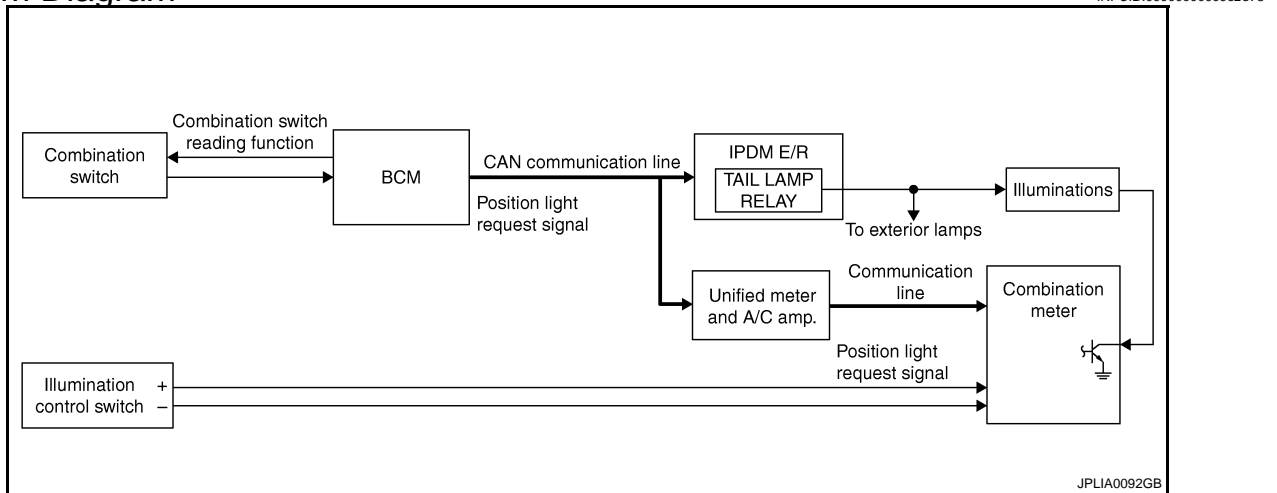 Combination switch
reading function
Combination
switch
BCM
CAN communication line
Position light
request signal
IPDM E/R
TAIL LAMP
RELAY
Illuminations
To exterior lamps
Unified meter
and A/C amp.
Communication
line
Combination
meter
Position light
request signal
Illumination +
control switch –
JPLIA0092GB